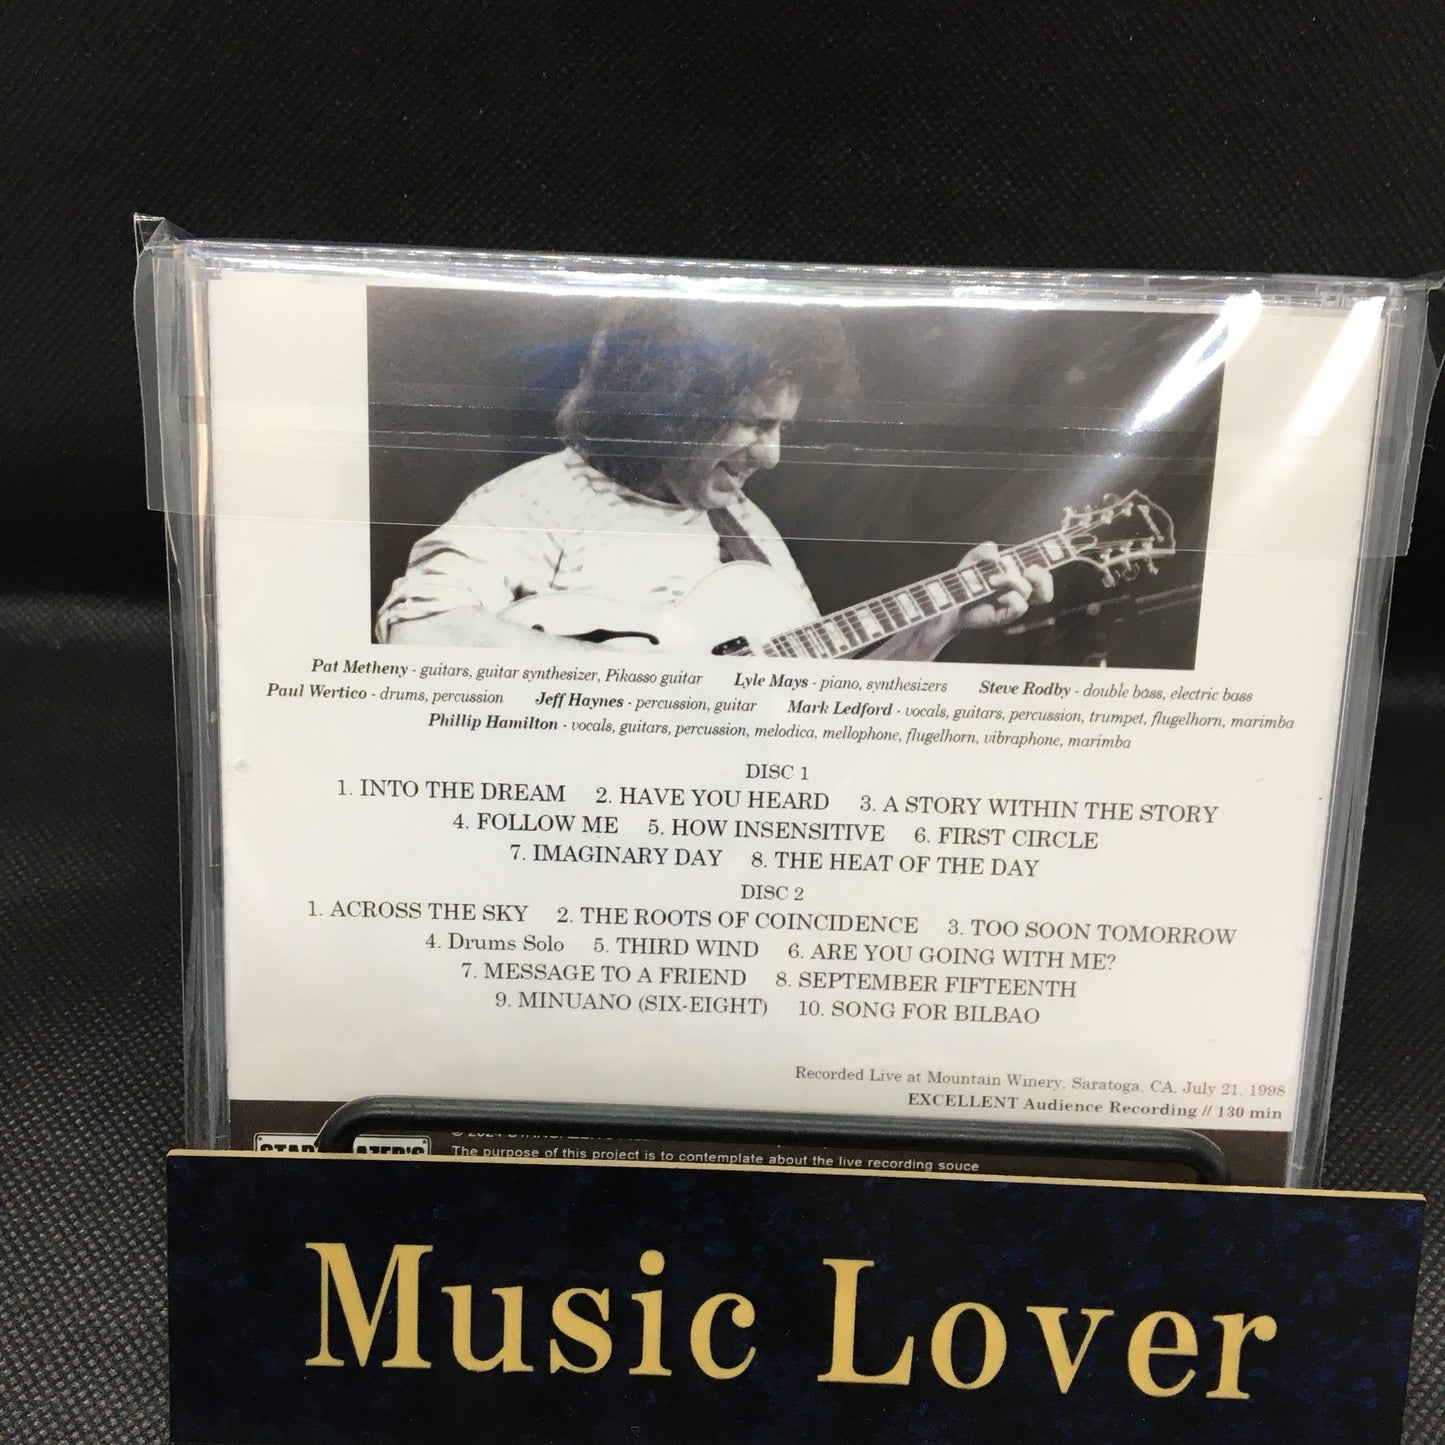 Pat Metheny - guitars, guitar synthesizer, Pikasso guitar Lyle Mays - piano, synthesizers Steve Rodby - double bass, electric bass
Paul Wertico - drums, percussion Jeff Haynes - percussion, guitar Mark Ledford - vocals, guitars, percussion, trumpet, flugelhorn, marimba
Phillip Hamilton - vocals, guitars, percussion, melodica, mellophone, flugelhorn, vibraphone, marimba
DISC 1
1. INTO THE DREAM 2. HAVE YOU HEARD 3. A STORY WITHIN THE STORY
4. FOLLOW ME 5. HOW INSENSITIVE 6. FIRST CIRCLE
7. IMAGINARY DAY 8. THE HEAT OF THE DAY
DISC 2
1. ACROSS THE SKY 2. THE ROOTS OF COINCIDENCE 3. TOO SOON TOMORROW
4. Drums Solo 5. THIRD WIND 6. ARE YOU GOING WITH ME?
7. MESSAGE TO A FRIEND 8. SEPTEMBER FIFTEENTH
9. MINUANO (SIX-EIGHT) 10. SONG FOR BILBAO
Recorded Live at Mountain Winery, Saratoga, CA, July 21, 1998
EXCELLENT Audience Recording // 130 min
The purpose of this project is to contemplate about the live recording souce
Music Lover